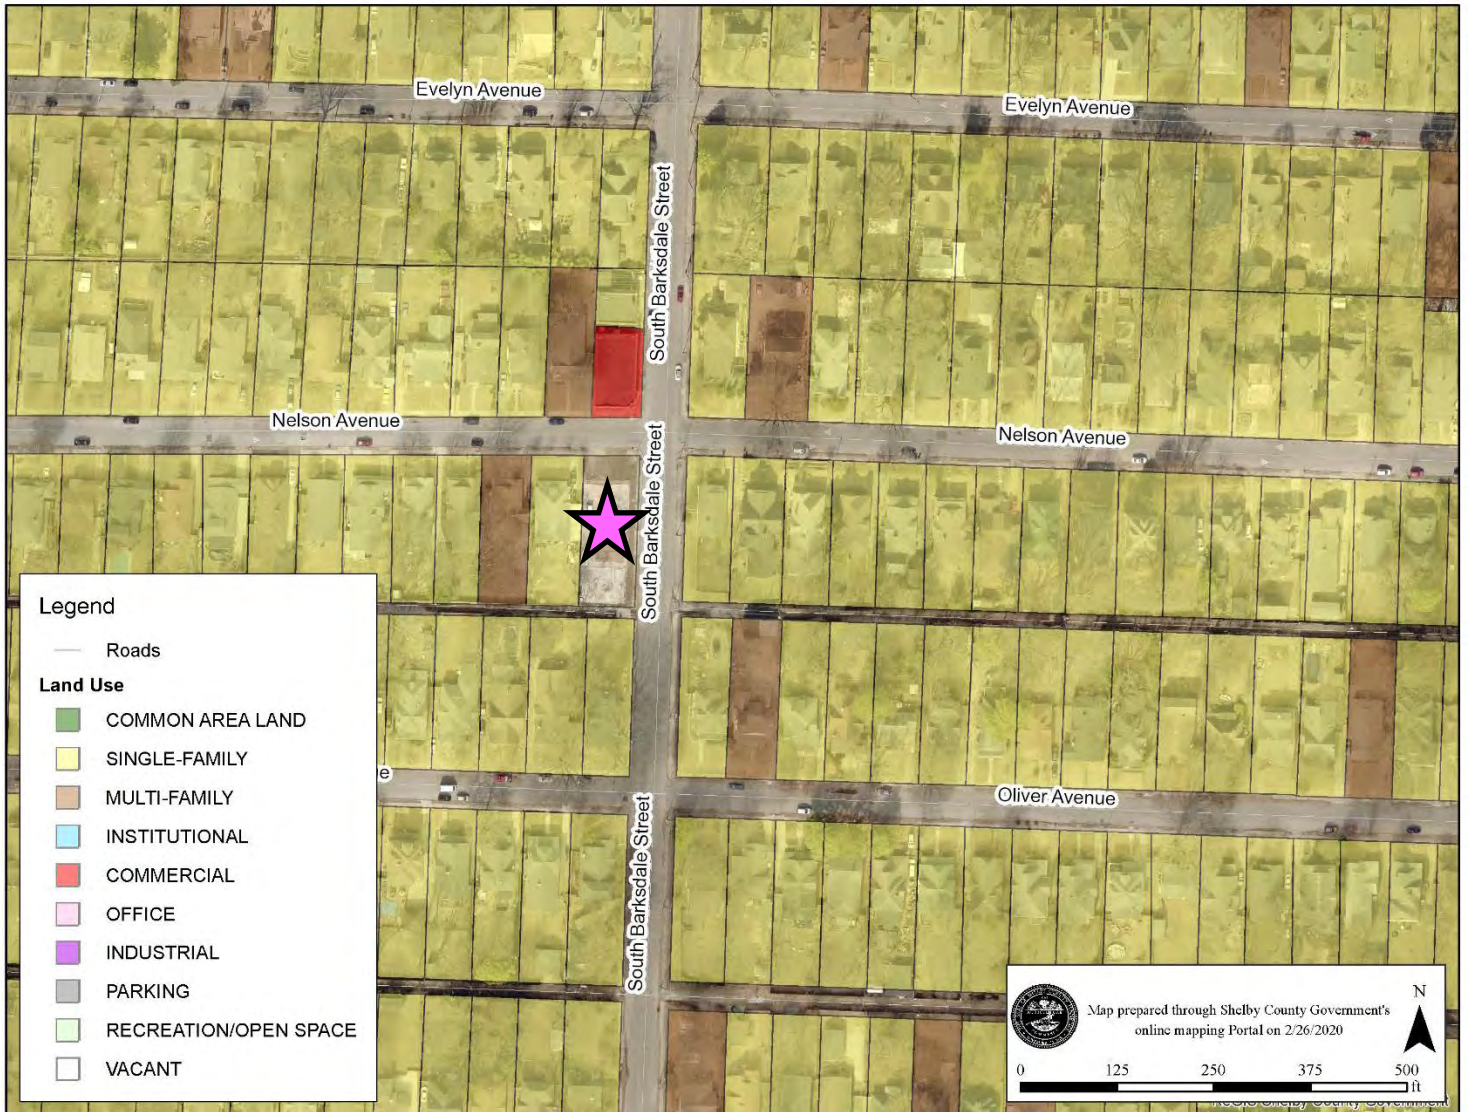 Evelyn Avenue
Evelyn Avenue
South Barksdale Street
Nelson Avenue
Nelson Avenue
South Barksdale Street
Legend
Roads
Land Use
COMMON AREA LAND
SINGLE-FAMILY
MULTI-FAMILY
INSTITUTIONAL
COMMERCIAL
OFFICE
INDUSTRIAL
PARKING
RECREATION/OPEN SPACE
VACANT
e
Oliver Avenue
South Barksdale Street
Map prepared through Shelby County Government's
online mapping Portal on 2/26/2020
N
0 125 250 375 500
ft